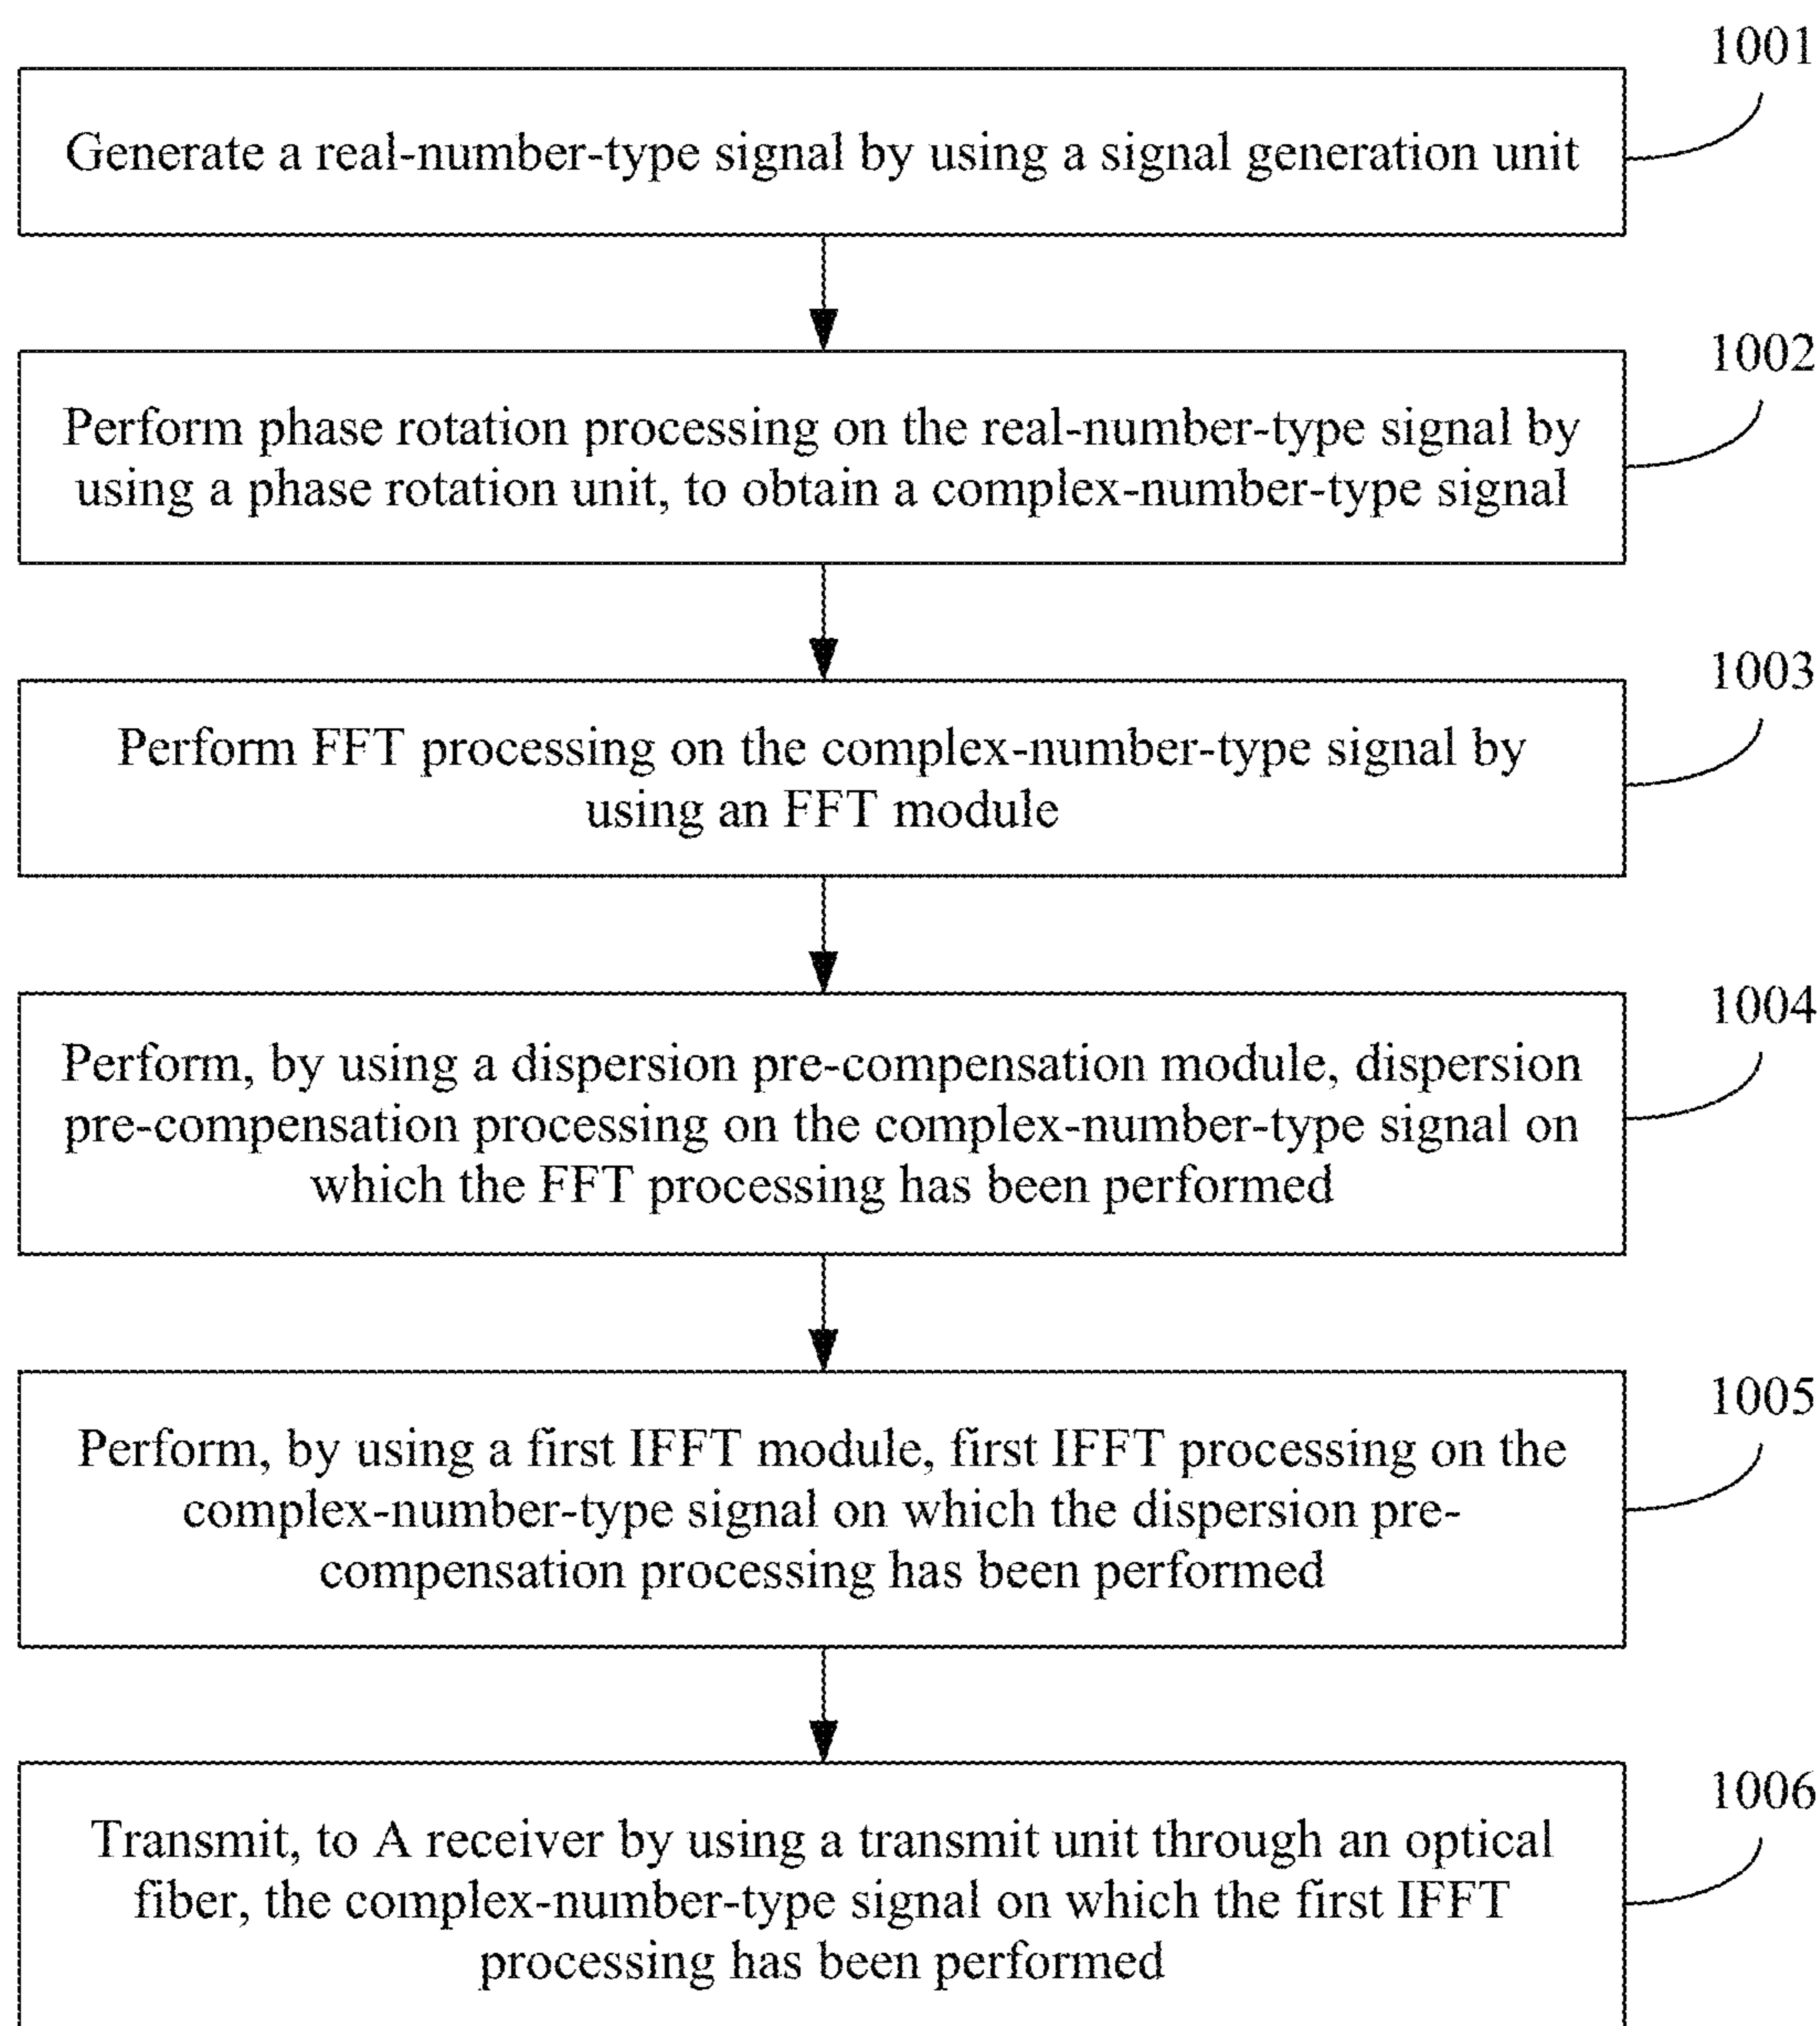 1001
Generate a real-number-type signal by using a signal generation unit
1002
Perform phase rotation processing on the real-number-type signal by
using a phase rotation unit, to obtain a complex-number-type signal
1003
Perform FFT processing on the complex-number-type signal by
using an FFT module
1004
Perform, by using a dispersion pre-compensation module, dispersion
pre-compensation processing on the complex-number-type signal on
which the FFT processing has been performed
1005
Perform, by using a first IFFT module, first IFFT processing on the
complex-number-type signal on which the dispersion pre-
compensation processing has been performed
1006
Transmit, to A receiver by using a transmit unit through an optical
fiber, the complex-number-type signal on which the first IFFT
processing has been performed